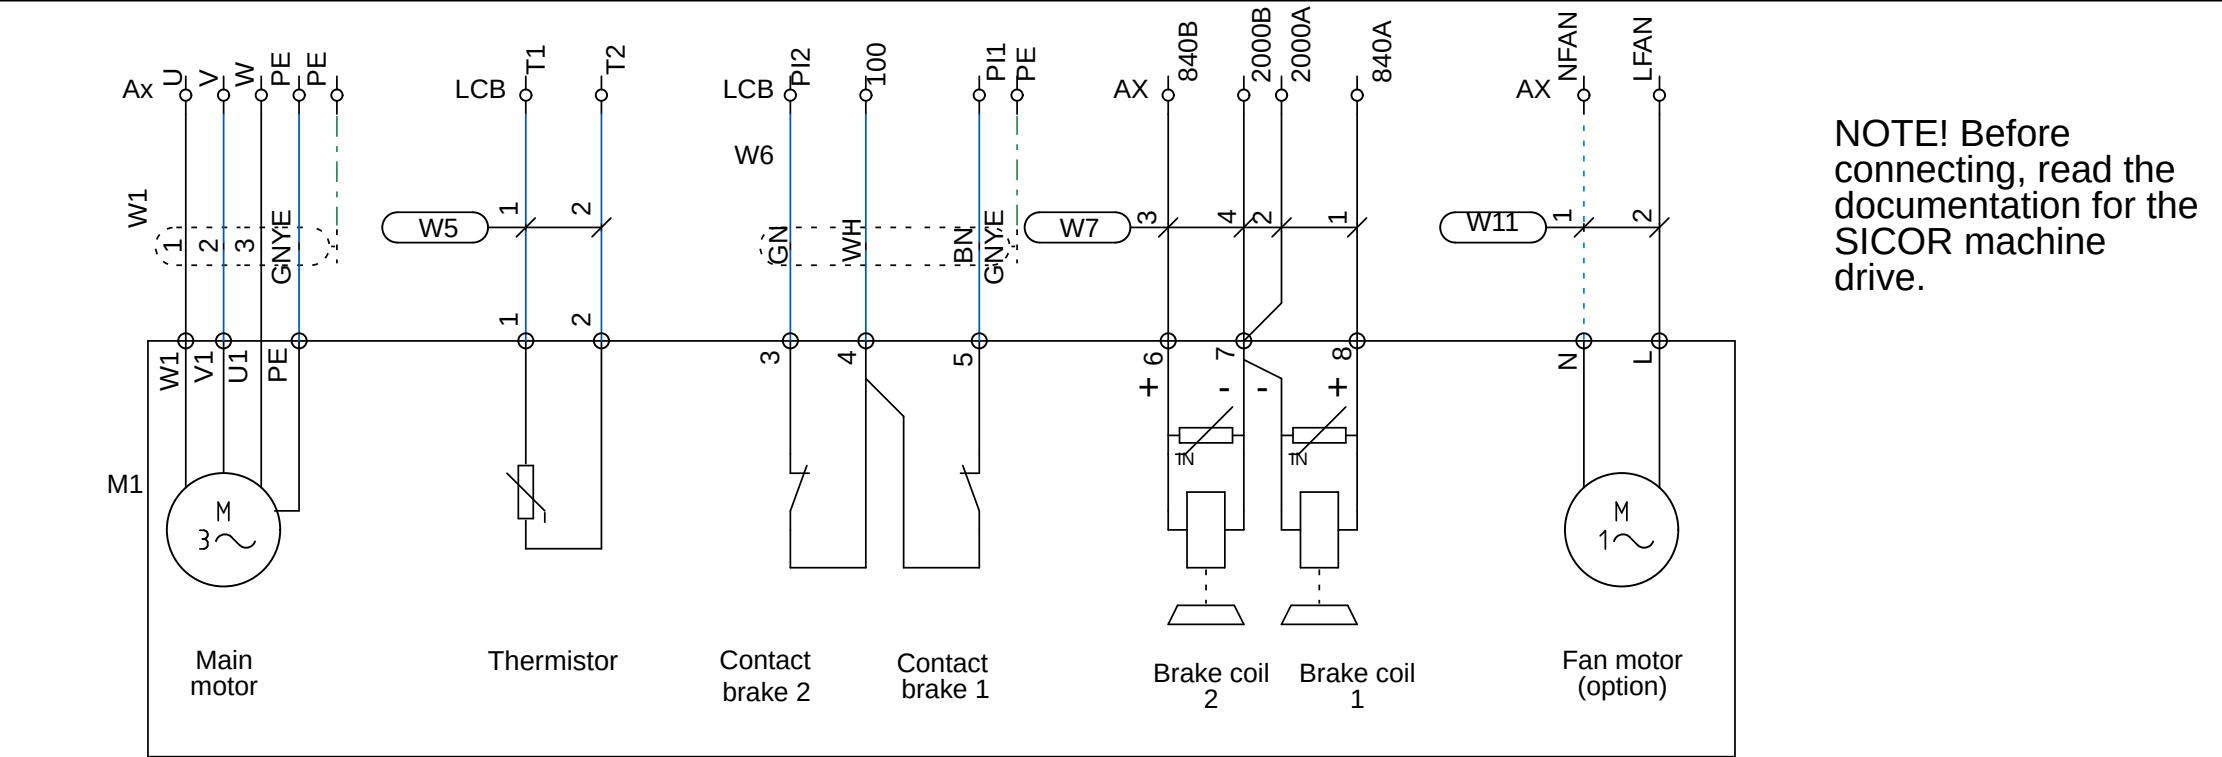 Ax U V W PE PE
LCB T1 T2
LCB PI2 100 PI1 PE
AX 840B 2000B 2000A 840A
AX NFAN LFAN
NOTE! Before
connecting, read the
documentation for the
SICOR machine
drive.
W6
W1
1 2 3 GNYE
W5 1 2
GN WH BN GNYE
W7 3 4 2 1
W11 1 2
1 2
W1 V1 U1 PE
3 4 5
6 7 8
N L
+ - - +
IN IN
M1
M
3~
M
1~
Main
motor
Thermistor
Contact
brake 2
Contact
brake 1
Brake coil
2
Brake coil
1
Fan motor
(option)